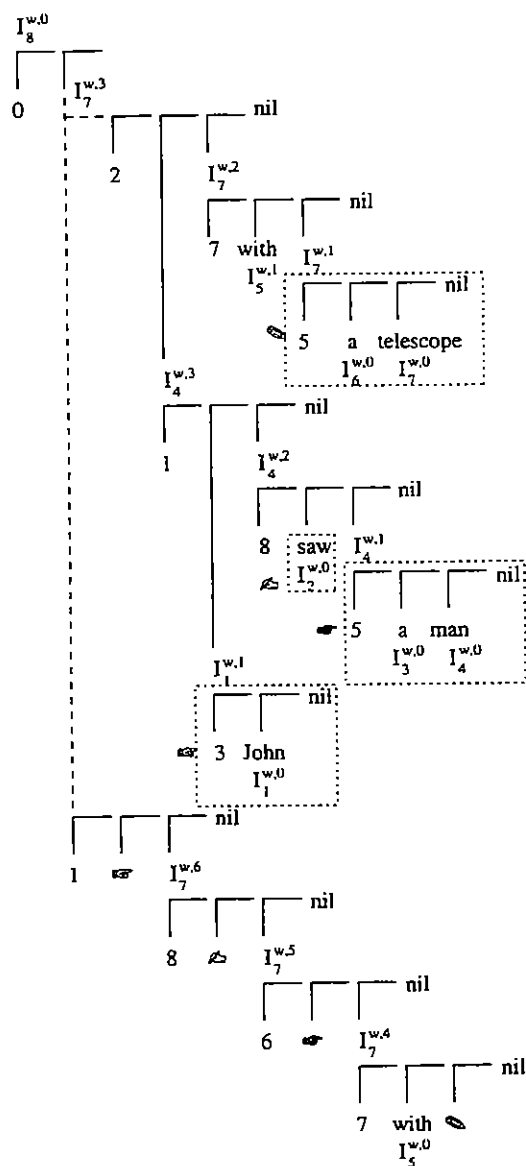 I_8^{w,0}
0 I_7^{w,3}
nil
2 I_7^{w,2}
nil
7 with I_7^{w,1}
I_5^{w,1}
nil
5 a telescope
I_6^{w,0} I_7^{w,0}
I_4^{w,3}
nil
1 I_4^{w,2}
nil
8 saw I_4^{w,1}
I_2^{w,0}
nil
5 a man
I_3^{w,0} I_4^{w,0}
I_1^{w,1}
nil
3 John
I_1^{w,0}
nil
1 ☞ I_7^{w,6}
nil
8 ✍ I_7^{w,5}
nil
6 ☛ I_7^{w,4}
nil
7 with ✎
I_5^{w,0}